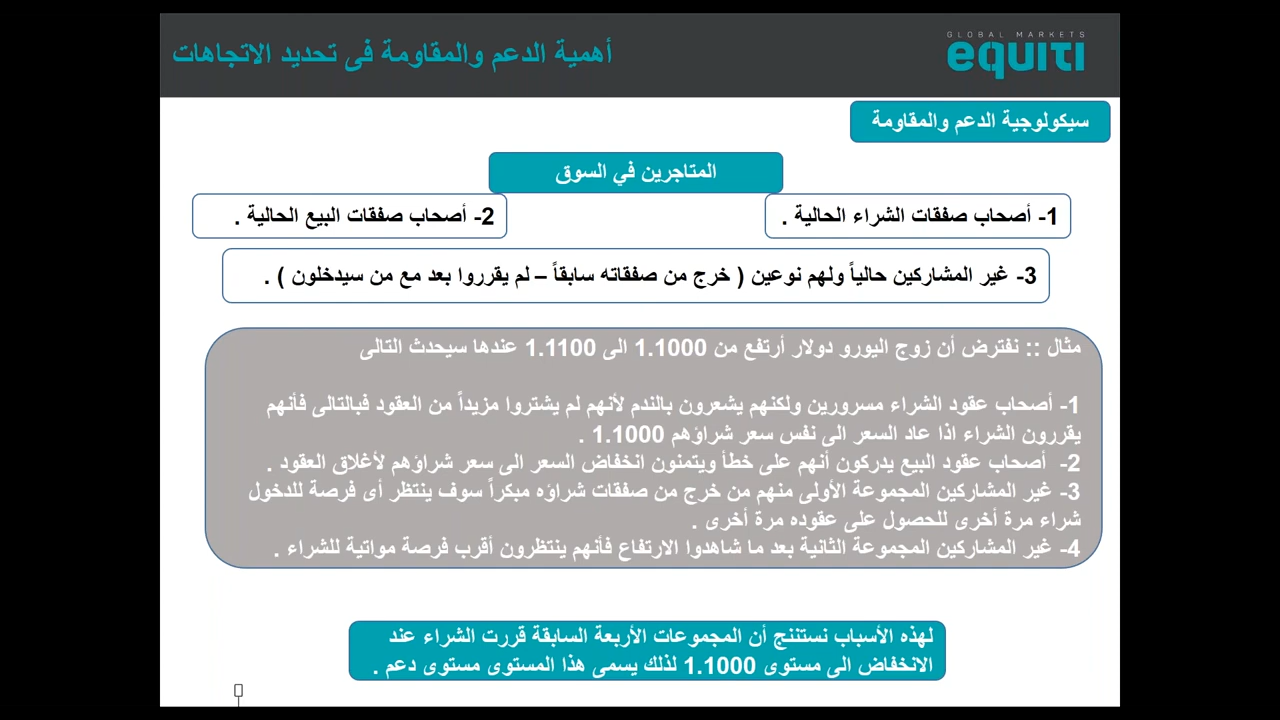 أهمية الدعم والمقاومة فى تحديد الاتجاهات
GLOBAL MARKETS
equiti
سيكولوجية الدعم والمقاومة
المتاجرين في السوق
1- أصحاب صفقات الشراء الحالية .
2- أصحاب صفقات البيع الحالية .
3- غير المشاركين حالياً ولهم نوعين ( خرج من صفقاته سابقاً – لم يقرروا بعد مع من سيدخلون ) .
مثال :: نفترض أن زوج اليورو دولار أرتفع من 1.1000 الى 1.1100 عندها سيحدث التالى
1- أصحاب عقود الشراء مسرورين ولكنهم يشعرون بالندم لأنهم لم يشتروا مزيداً من العقود فبالتالى فأنهم
يقررون الشراء اذا عاد السعر الى نفس سعر شراؤهم 1.1000 .
2- أصحاب عقود البيع يدركون أنهم على خطأ ويتمنون انخفاض السعر الى سعر شراؤهم لأغلاق العقود .
3- غير المشاركين المجموعة الأولى منهم من خرج من صفقات شراؤه مبكراً سوف ينتظر أى فرصة للدخول
شراء مرة أخرى للحصول على عقوده مرة أخرى .
4- غير المشاركين المجموعة الثانية بعد ما شاهدوا الارتفاع فأنهم ينتظرون أقرب فرصة مواتية للشراء .
لهذه الأسباب نستننج أن المجموعات الأربعة السابقة قررت الشراء عند
الانخفاض الى مستوى 1.1000 لذلك يسمى هذا المستوى مستوى دعم .